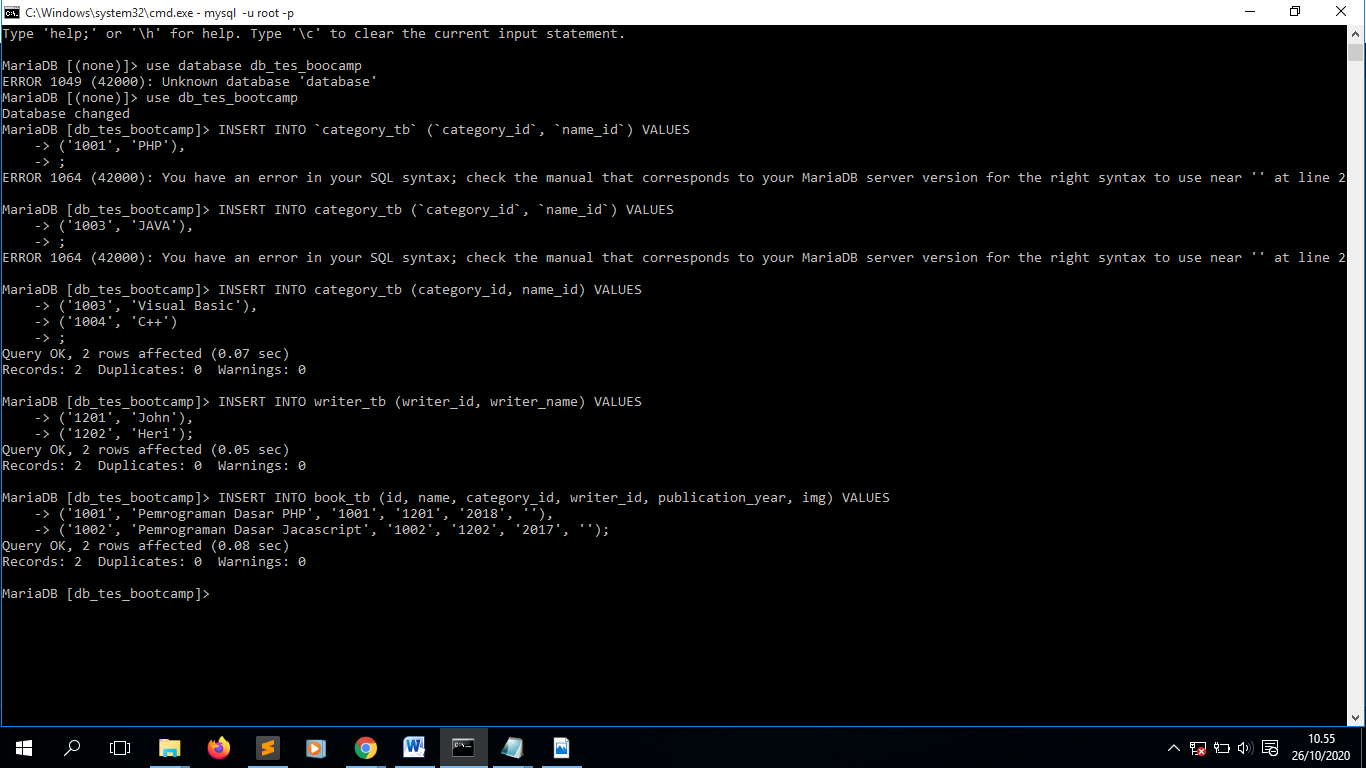 C:\Windows\system32\cmd.exe - mysql  -u root -p
Type 'help;' or '\h' for help. Type '\c' to clear the current input statement.
MariaDB [(none)]> use database db_tes_boocamp
ERROR 1049 (42000): Unknown database 'database'
MariaDB [(none)]> use db_tes_bootcamp
Database changed
MariaDB [db_tes_bootcamp]> INSERT INTO `category_tb` (`category_id`, `name_id`) VALUES
    -> ('1001', 'PHP'),
    -> ;
ERROR 1064 (42000): You have an error in your SQL syntax; check the manual that corresponds to your MariaDB server version for the right syntax to use near '' at line 2
MariaDB [db_tes_bootcamp]> INSERT INTO category_tb (`category_id`, `name_id`) VALUES
    -> ('1003', 'JAVA'),
    -> ;
ERROR 1064 (42000): You have an error in your SQL syntax; check the manual that corresponds to your MariaDB server version for the right syntax to use near '' at line 2
MariaDB [db_tes_bootcamp]> INSERT INTO category_tb (category_id, name_id) VALUES
    -> ('1003', 'Visual Basic'),
    -> ('1004', 'C++')
    -> ;
Query OK, 2 rows affected (0.07 sec)
Records: 2  Duplicates: 0  Warnings: 0
MariaDB [db_tes_bootcamp]> INSERT INTO writer_tb (writer_id, writer_name) VALUES
    -> ('1201', 'John'),
    -> ('1202', 'Heri');
Query OK, 2 rows affected (0.05 sec)
Records: 2  Duplicates: 0  Warnings: 0
MariaDB [db_tes_bootcamp]> INSERT INTO book_tb (id, name, category_id, writer_id, publication_year, img) VALUES
    -> ('1001', 'Pemrograman Dasar PHP', '1001', '1201', '2018', ''),
    -> ('1002', 'Pemrograman Dasar Jacascript', '1002', '1202', '2017', '');
Query OK, 2 rows affected (0.08 sec)
Records: 2  Duplicates: 0  Warnings: 0
MariaDB [db_tes_bootcamp]>
10.55
26/10/2020